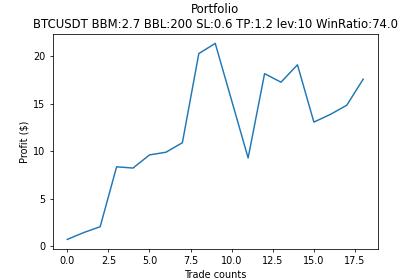 Portfolio
BTCUSDT BBM:2.7 BBL:200 SL:0.6 TP:1.2 lev:10 WinRatio:74.0
20
15
10
5
0
Profit ($)
0.0 2.5 5.0 7.5 10.0 12.5 15.0 17.5
Trade counts